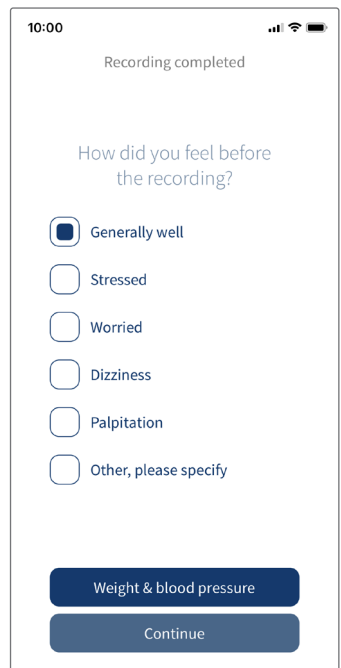 10:00
Recording completed
How did you feel before
the recording?
Generally well
Stressed
Worried
Dizziness
Palpitation
Other, please specify
Weight & blood pressure
Continue